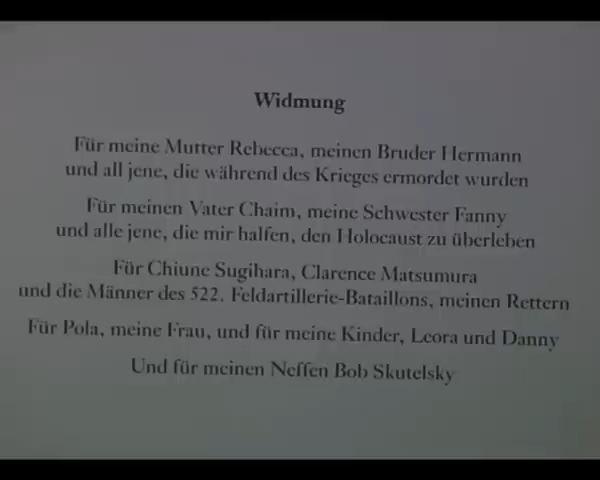 Widmung
Für meine Mutter Rebecca, meinen Bruder Hermann
und all jene, die während des Krieges ermordet wurden
Für meinen Vater Chaim, meine Schwester Fanny
und alle jene, die mir halfen, den Holocaust zu überleben
Für Chiune Sugihara, Clarence Matsumura
und die Männer des 522. Feldartillerie-Bataillons, meinen Rettern
Für Pola, meine Frau, und für meine Kinder, Leora und Danny
Und für meinen Neffen Bob Skutelsky